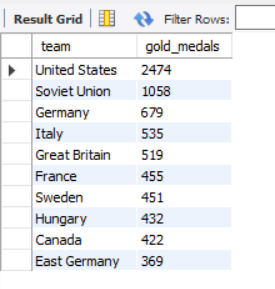 Result Grid Filter Rows:
team gold_medals
United States 2474
Soviet Union 1058
Germany 679
Italy 535
Great Britain 519
France 455
Sweden 451
Hungary 432
Canada 422
East Germany 369